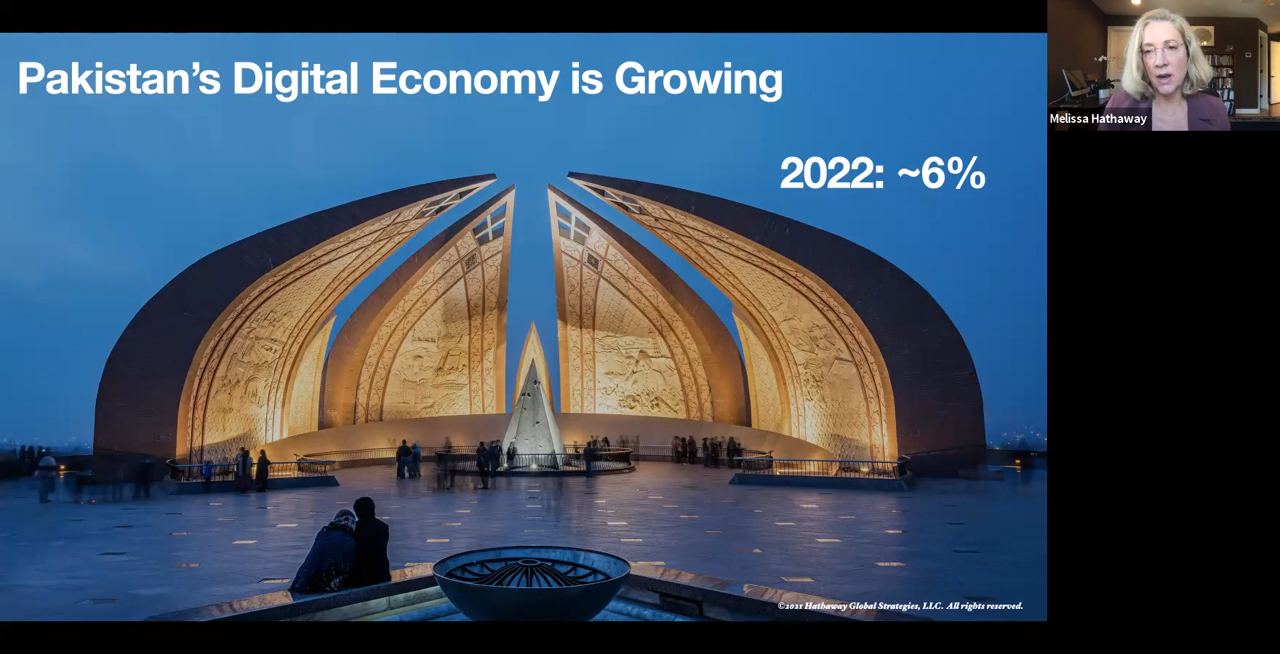 Pakistan's Digital Economy is Growing
2022: ~6%
©2021 Hathaway Global Strategies, LLC. All rights reserved.
Melissa Hathaway